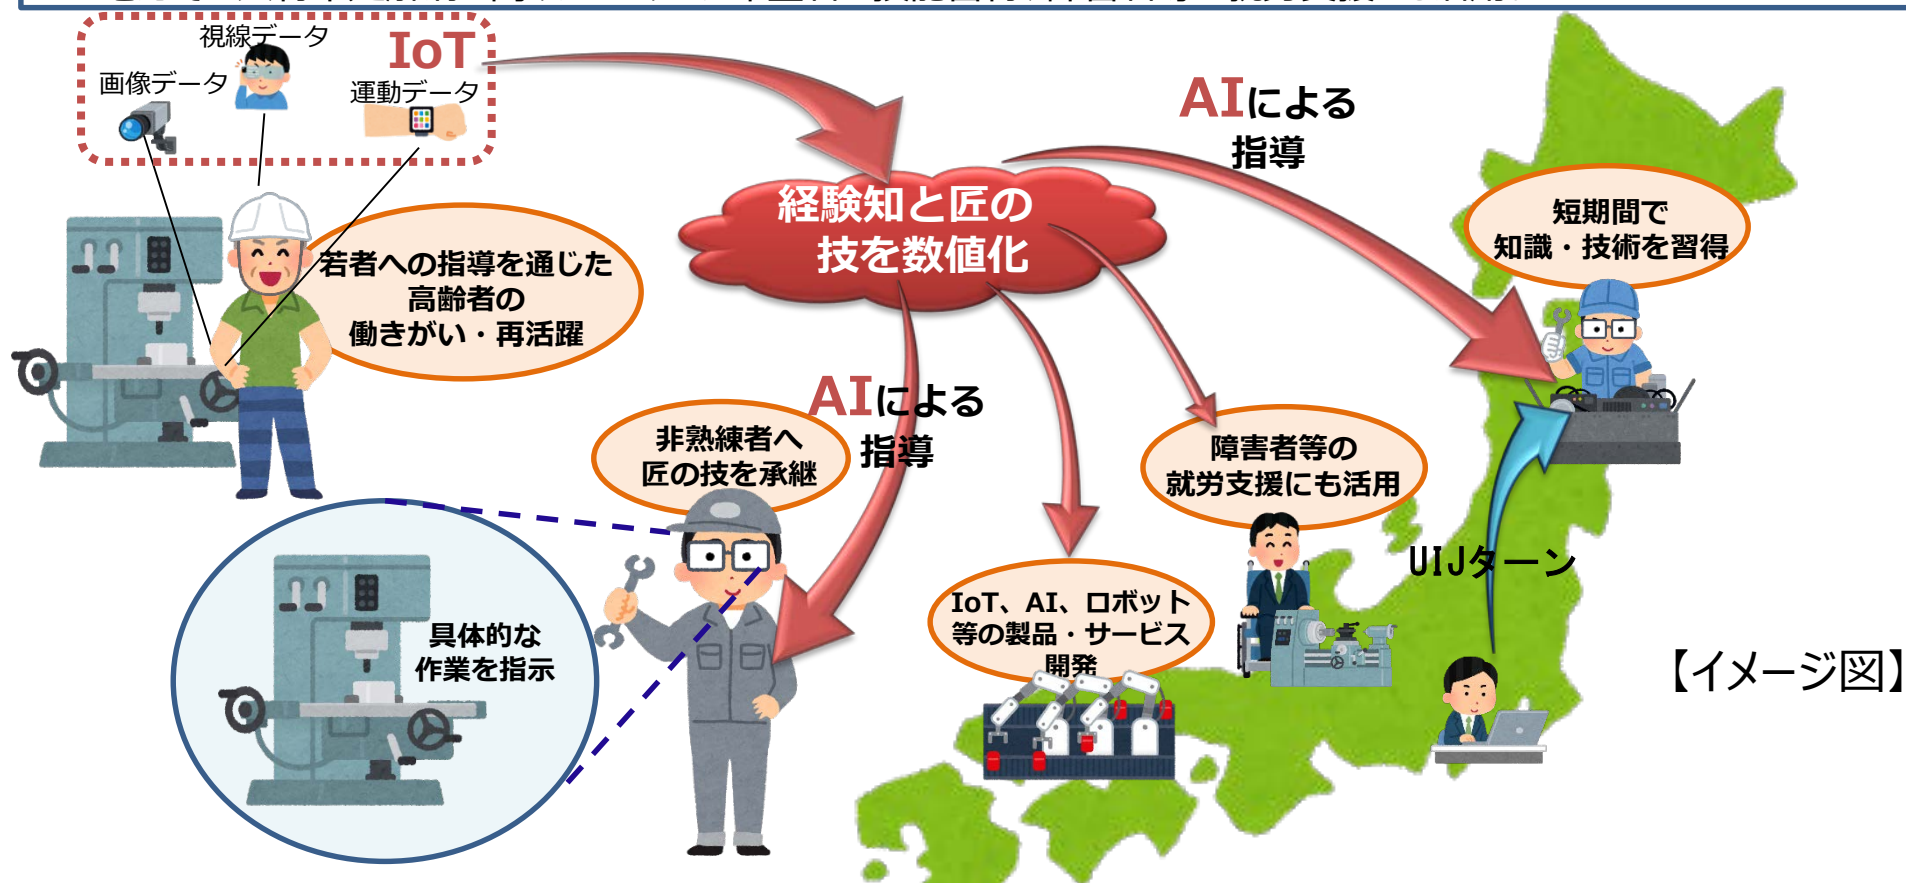 視線データ
IoT
画像データ
運動データ
AIによる
指導
経験知と匠の
技を数値化
短期間で
知識・技術を習得
若者への指導を通じた
高齢者の
働きがい・再活躍
AIによる
指導
非熟練者へ
匠の技を承継
障害者等の
就労支援にも活用
UIJターン
IoT、AI、ロボット
等の製品・サービス
開発
具体的な
作業を指示
【イメージ図】